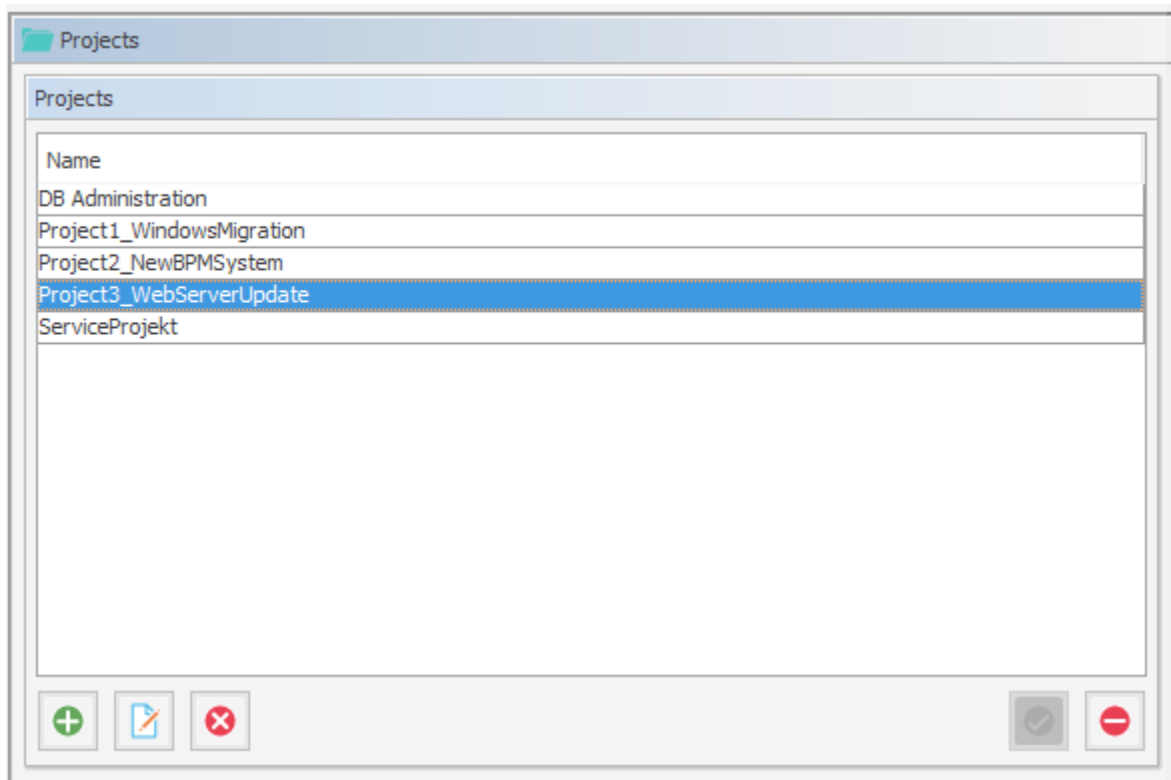 Projects
Projects
Name
DB Administration
Project1_WindowsMigration
Project2_NewBPMSystem
Project3_WebServerUpdate
ServiceProjekt